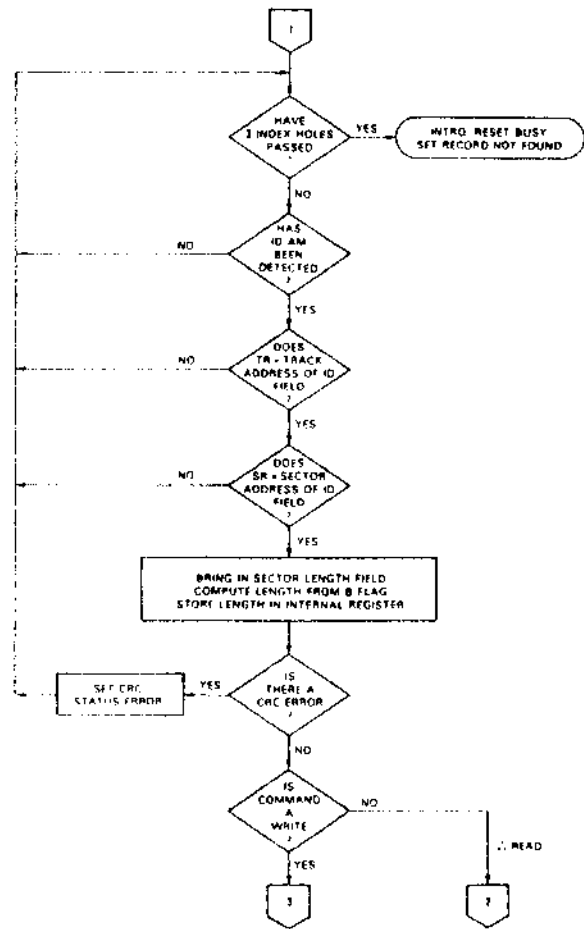 1
HAVE
INDEX HOLES
PASSED
YES
INTRQ RESET BUSY
SET RECORD NOT FOUND
NO
HAS
ID AM
BEEN
DETECTED
?
NO
YES
DOES
TR = TRACK
ADDRESS OF ID
FIELD
?
NO
YES
DOES
SR = SECTOR
ADDRESS OF ID
FIELD
?
NO
YES
BRING IN SECTOR LENGTH FIELD
COMPUTE LENGTH FROM B FLAG
STORE LENGTH IN INTERNAL REGISTER
IS
THERE A
CRC ERROR
?
YES
SET CRC
STATUS ERROR
NO
IS
COMMAND
A
WRITE
?
NO
∴ READ
YES
3
2